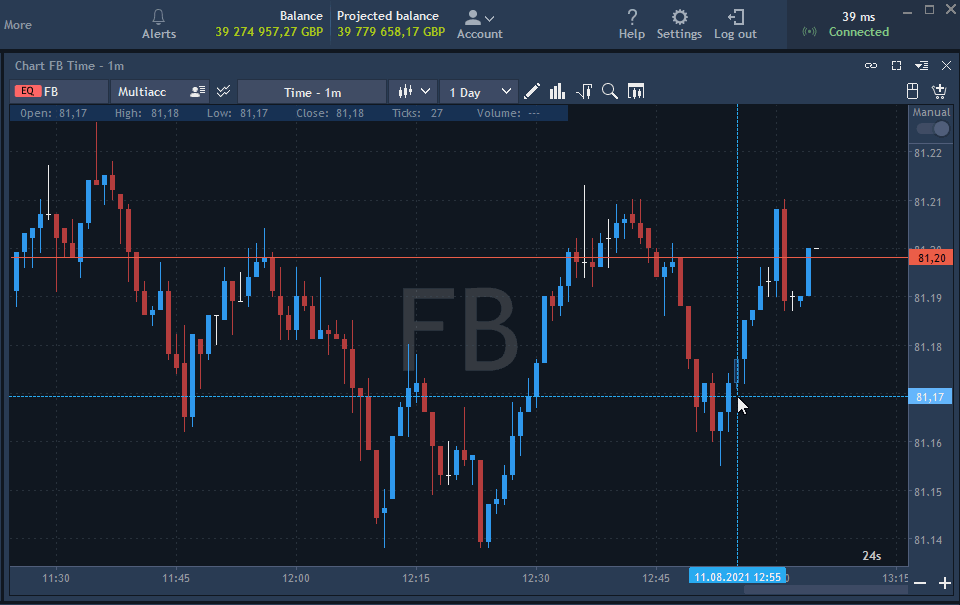 More
Alerts
Balance
39 274 957,27 GBP
Projected balance
39 779 658,17 GBP
Account
Help
Settings
Log out
39 ms
Connected
Chart FB Time - 1m
EQ FB
Multiacc
Time - 1m
1 Day
Open: 81,17 High: 81,18 Low: 81,17 Close: 81,18 Ticks: 27 Volume: ---
Manual
81.22
81.21
81,20
81.19
81.18
81,17
81.16
81.15
81.14
FB
24s
11:30 11:45 12:00 12:15 12:30 12:45 11.08.2021 12:55 13:15